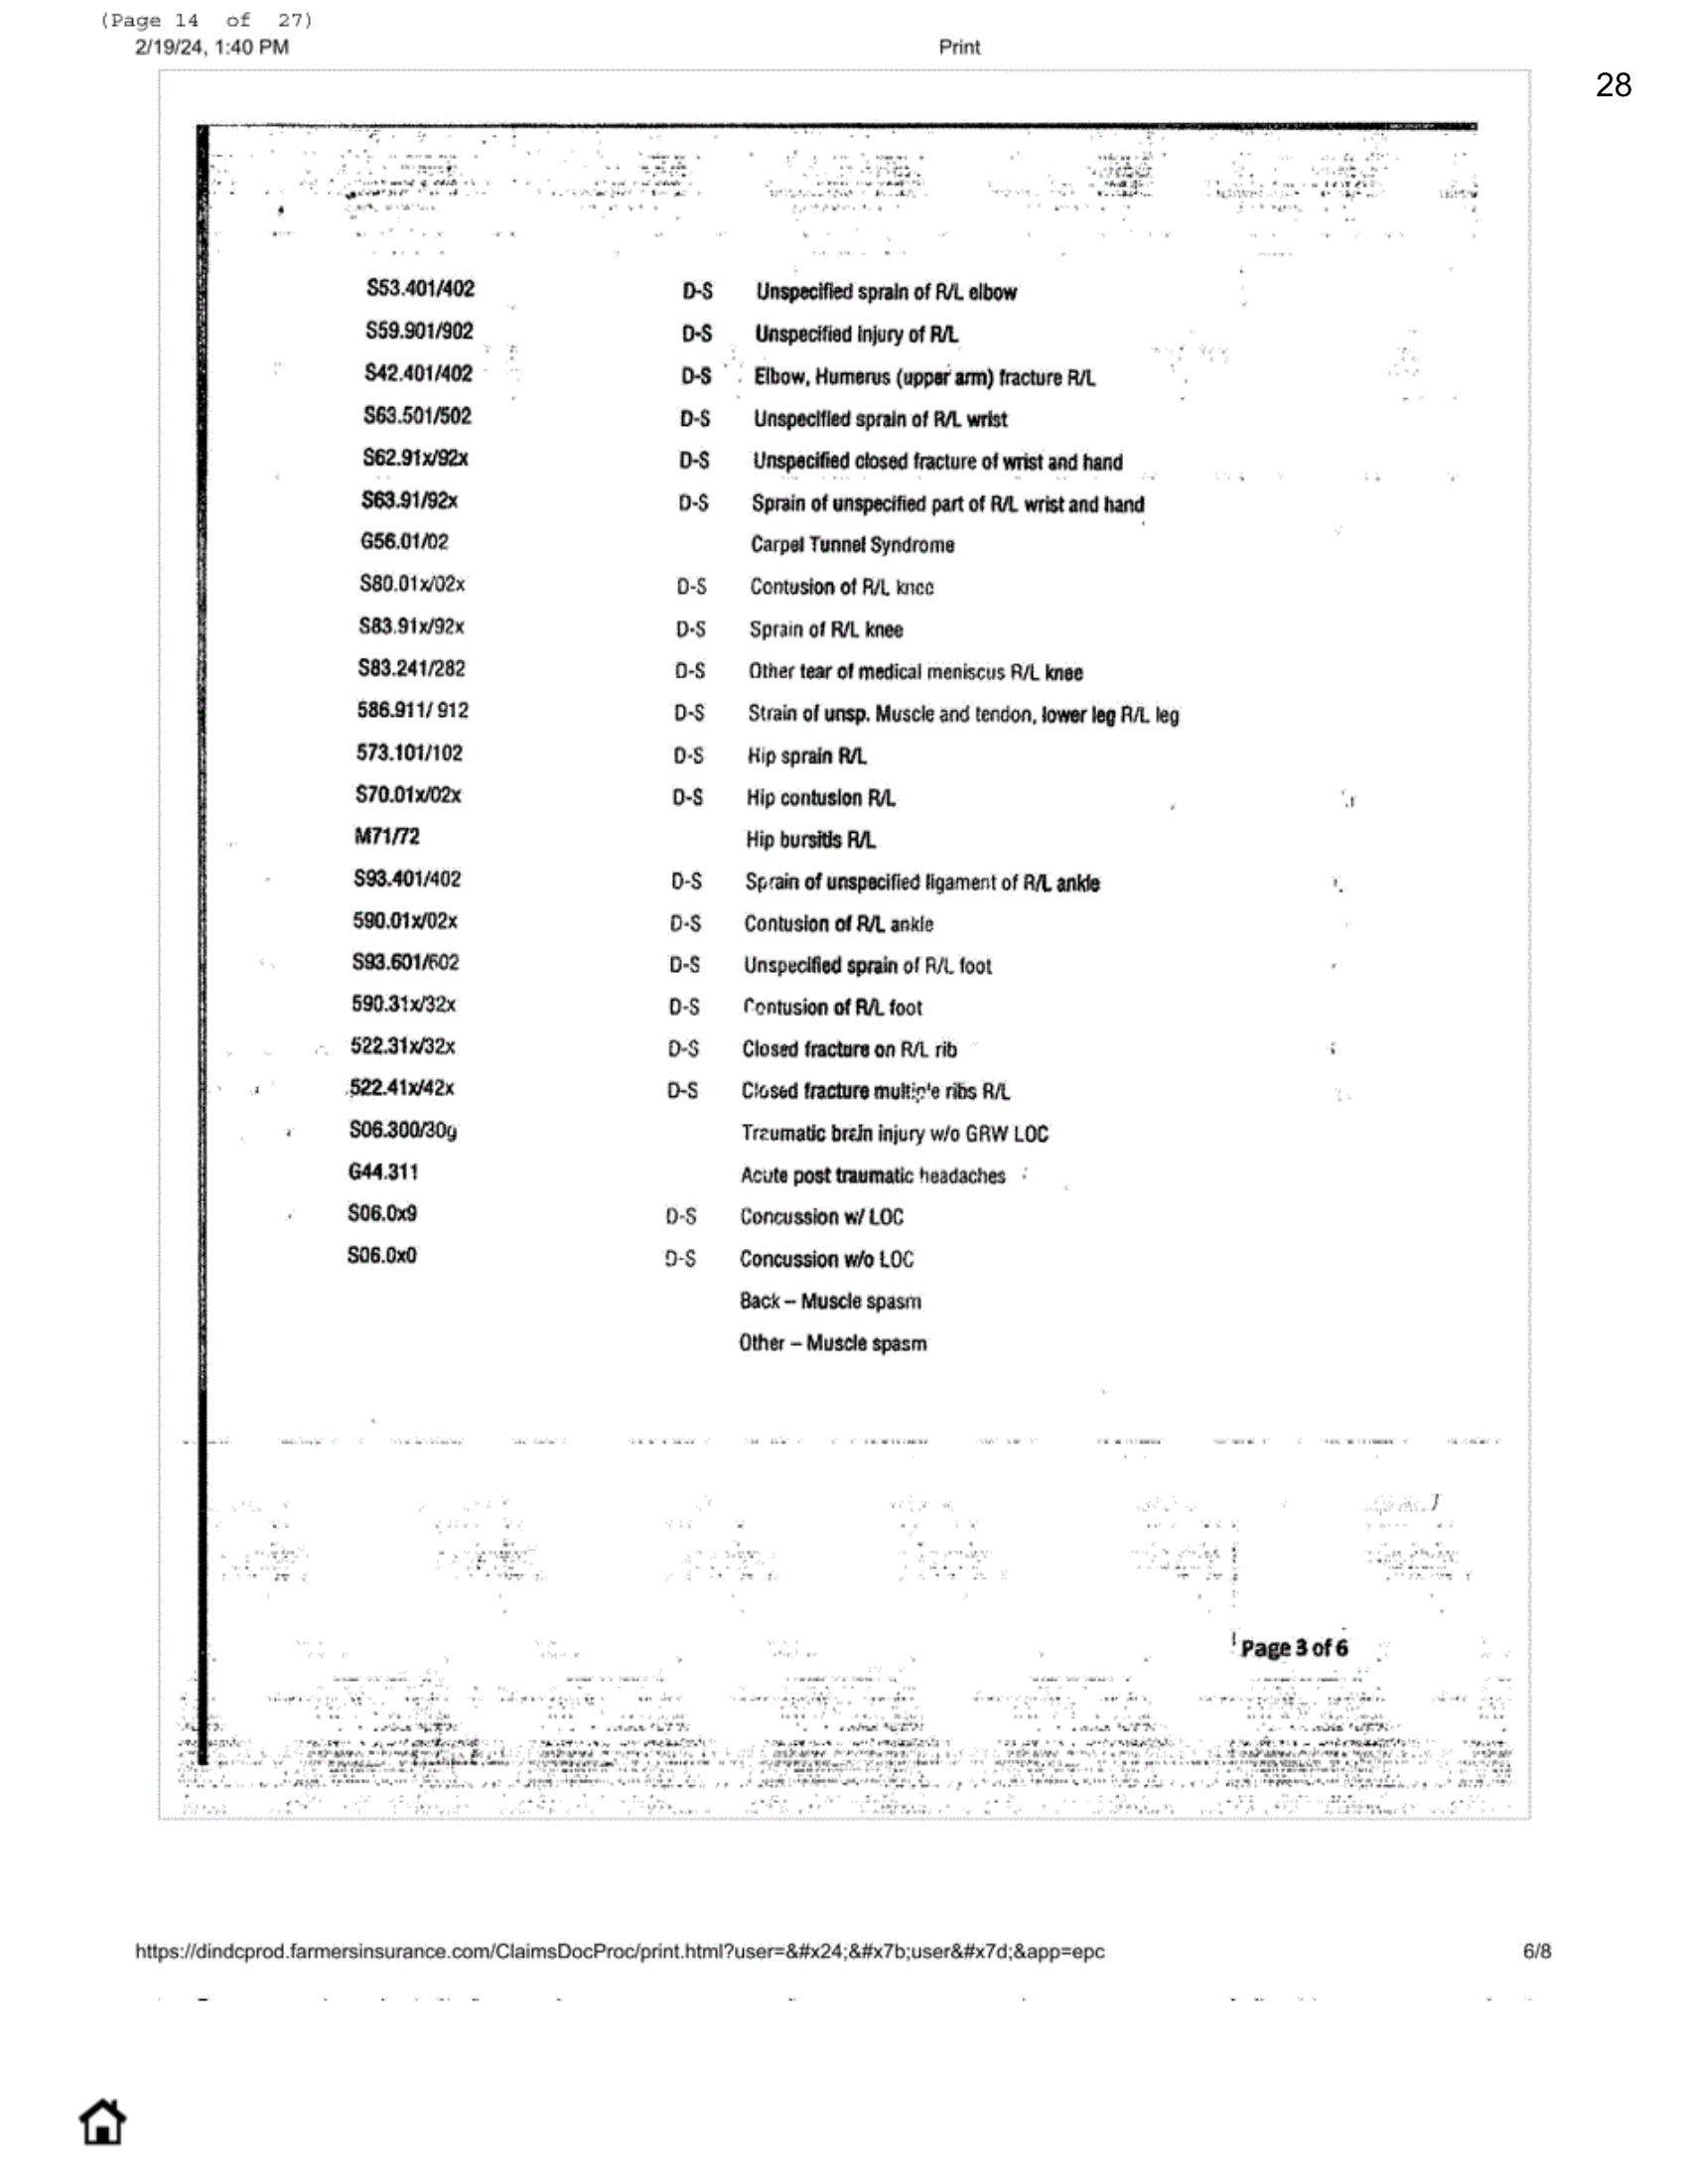 (Page 14 of 27)
2/19/24, 1:40 PM Print
28
S53.401/402 D-S Unspecified sprain of R/L elbow
S59.901/902 D-S Unspecified injury of R/L
S42.401/402 D-S Elbow, Humerus (upper arm) fracture R/L
S63.501/502 D-S Unspecified sprain of R/L wrist
S62.91x/92x D-S Unspecified closed fracture of wrist and hand
S63.91/92x D-S Sprain of unspecified part of R/L wrist and hand
G56.01/02 Carpel Tunnel Syndrome
S80.01x/02x D-S Contusion of R/L knee
S83.91x/92x D-S Sprain of R/L knee
S83.241/282 D-S Other tear of medical meniscus R/L knee
586.911/ 912 D-S Strain of unsp. Muscle and tendon, lower leg R/L leg
573.101/102 D-S Hip sprain R/L
S70.01x/02x D-S Hip contusion R/L
M71/72 Hip bursitis R/L
S93.401/402 D-S Sprain of unspecified ligament of R/L ankle
590.01x/02x D-S Contusion of R/L ankle
S93.601/602 D-S Unspecified sprain of R/L foot
590.31x/32x D-S Contusion of R/L foot
522.31x/32x D-S Closed fracture on R/L rib
522.41x/42x D-S Closed fracture multiple ribs R/L
S06.300/30g Traumatic brain injury w/o GRW LOC
G44.311 Acute post traumatic headaches
S06.0x9 D-S Concussion w/ LOC
S06.0x0 D-S Concussion w/o LOC
Back – Muscle spasm
Other – Muscle spasm
Page 3 of 6
https://dindcprod.farmersinsurance.com/ClaimsDocProc/print.html?user=&#x24;&#x7b;user&#x7d;&app=epc 6/8